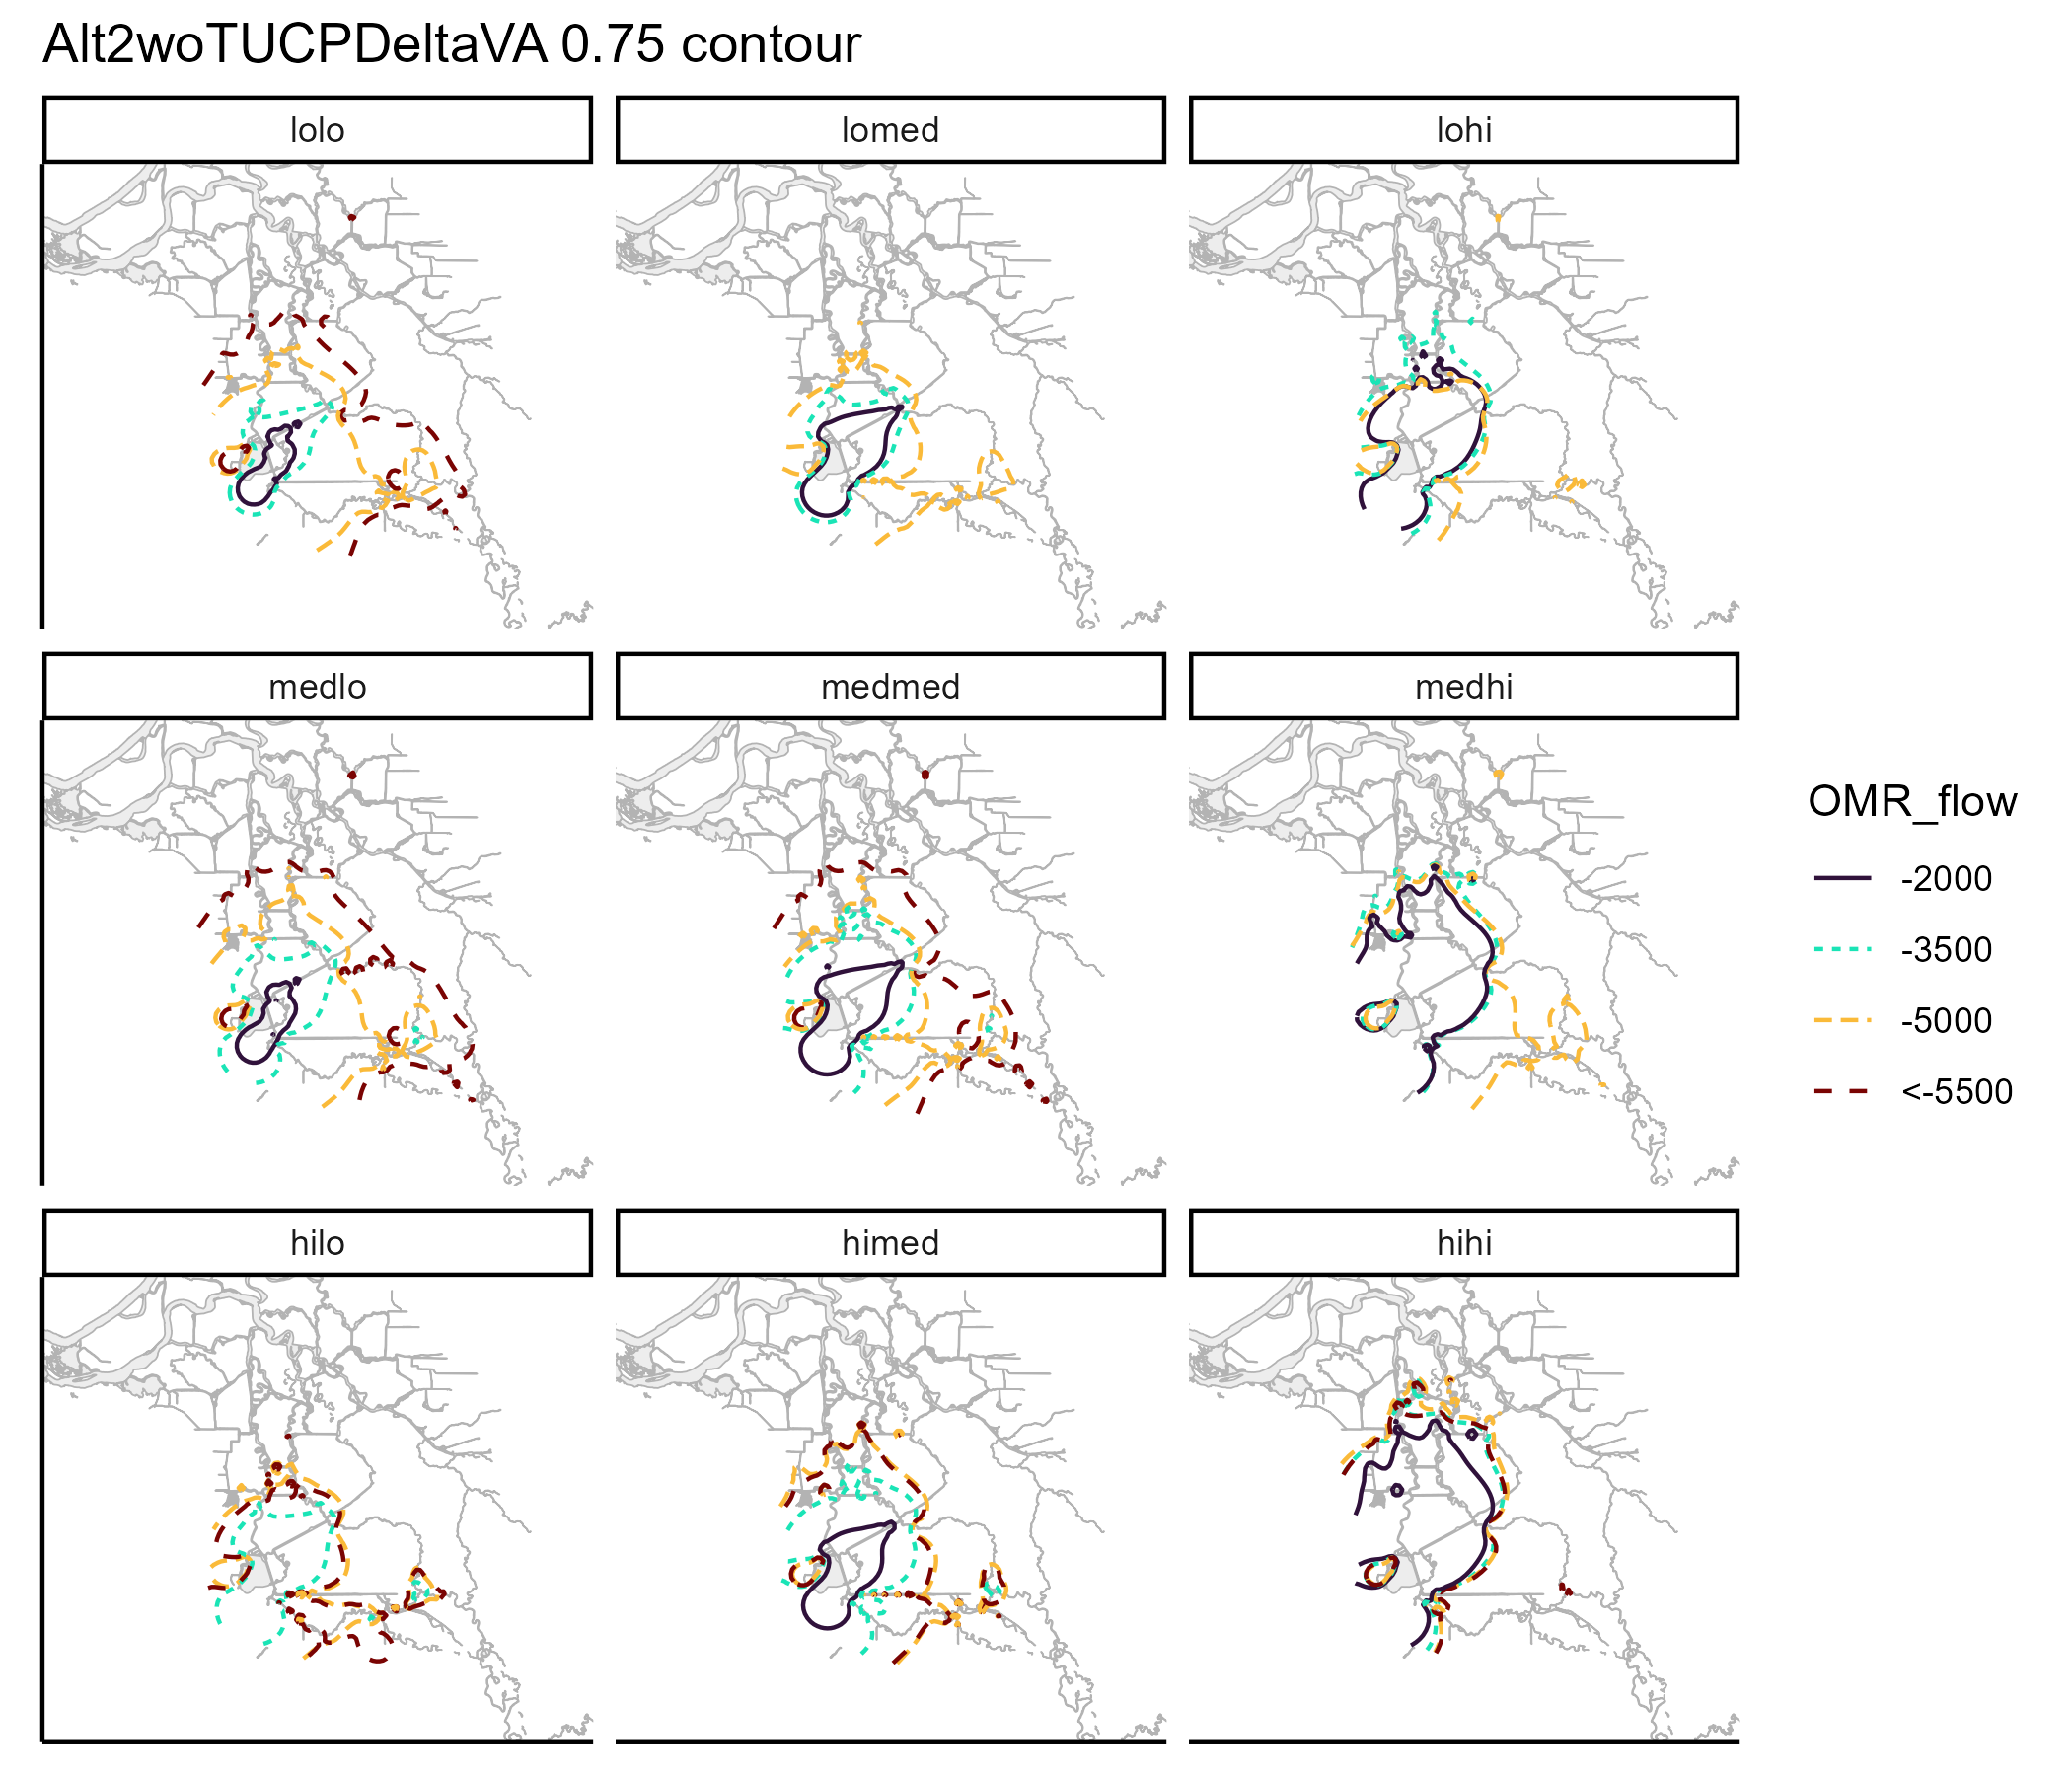 Alt2woTUCPDeltaVA 0.75 contour
lolo
lomed
lohi
medlo
medmed
medhi
hilo
himed
hihi
OMR_flow
-2000
-3500
-5000
<-5500